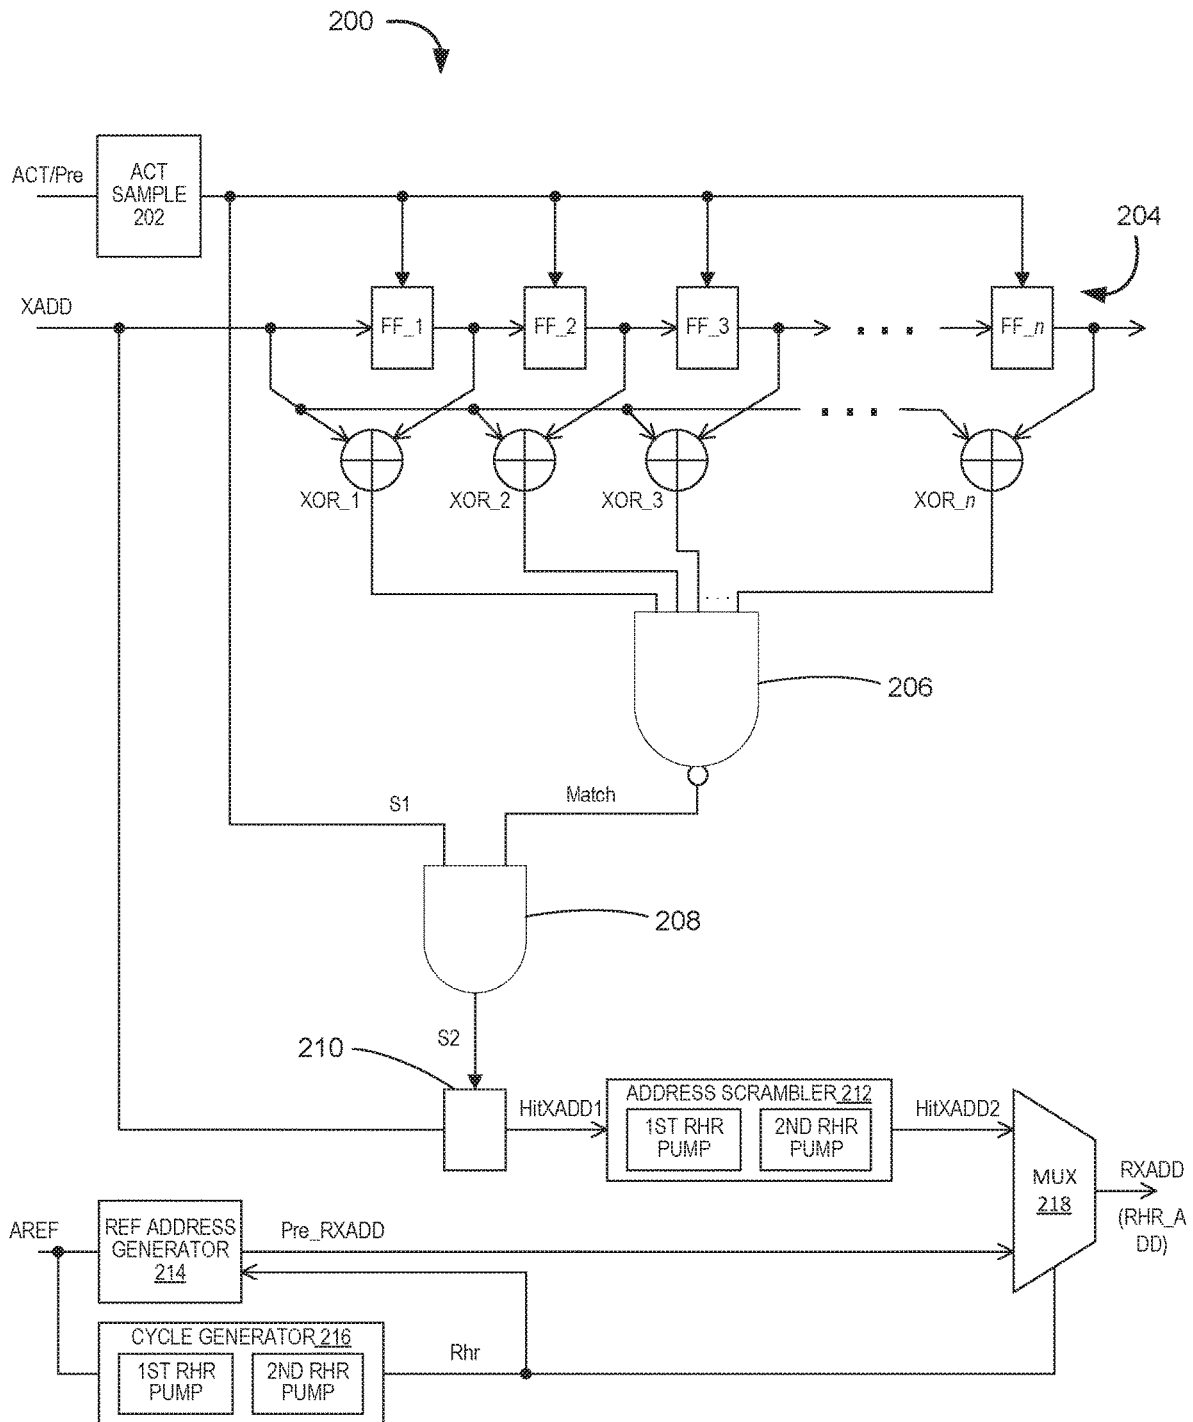 200
ACT/Pre
ACT
SAMPLE
202
204
XADD
FF_1
FF_2
FF_3
. . .
FF_n
. . .
XOR_1
XOR_2
XOR_3
XOR_n
. . .
206
S1
Match
208
S2
210
HitXADD1
ADDRESS SCRAMBLER 212
1ST RHR
PUMP
2ND RHR
PUMP
HitXADD2
MUX
218
RXADD
(RHR_A
DD)
AREF
REF ADDRESS
GENERATOR
214
Pre_RXADD
CYCLE GENERATOR 216
1ST RHR
PUMP
2ND RHR
PUMP
Rhr